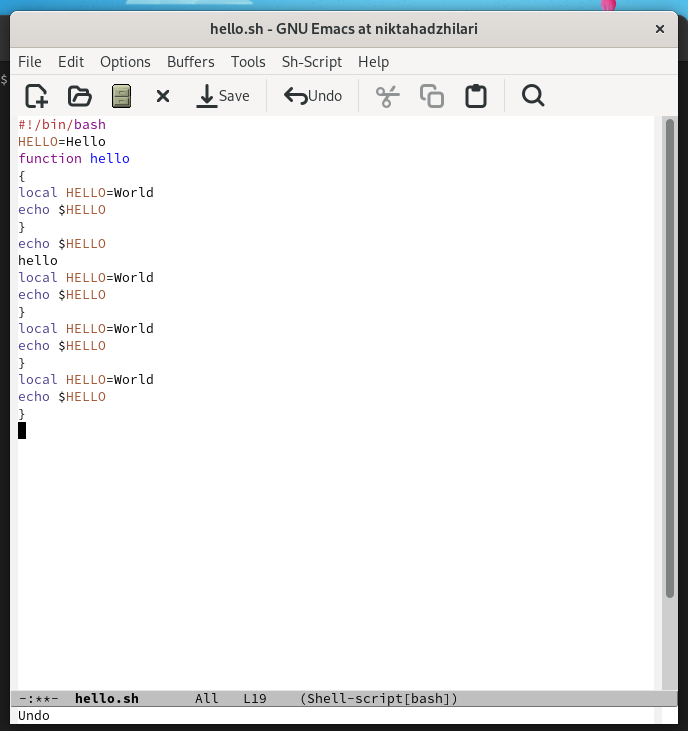 hello.sh - GNU Emacs at niktahadzhilari
File Edit Options Buffers Tools Sh-Script Help
Save Undo
$
#!/bin/bash
HELLO=Hello
function hello
{
local HELLO=World
echo $HELLO
}
echo $HELLO
hello
local HELLO=World
echo $HELLO
}
local HELLO=World
echo $HELLO
}
local HELLO=World
echo $HELLO
}
-:**- hello.sh All L19 (Shell-script[bash])
Undo